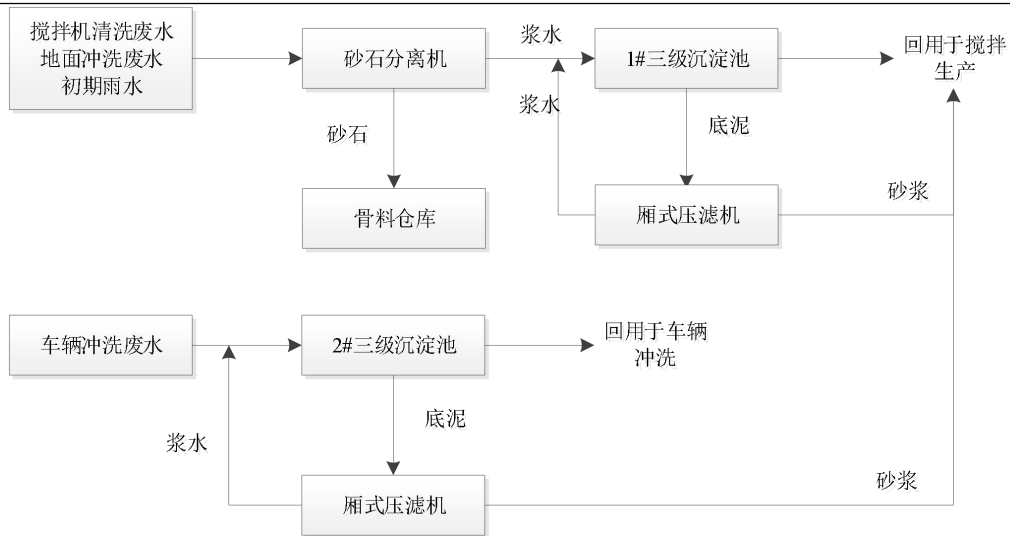 搅拌机清洗废水
地面冲洗废水
初期雨水
砂石分离机
浆水
1#三级沉淀池
回用于搅拌
生产
浆水
砂石
底泥
骨料仓库
厢式压滤机
砂浆
车辆冲洗废水
2#三级沉淀池
回用于车辆
冲洗
浆水
底泥
厢式压滤机
砂浆